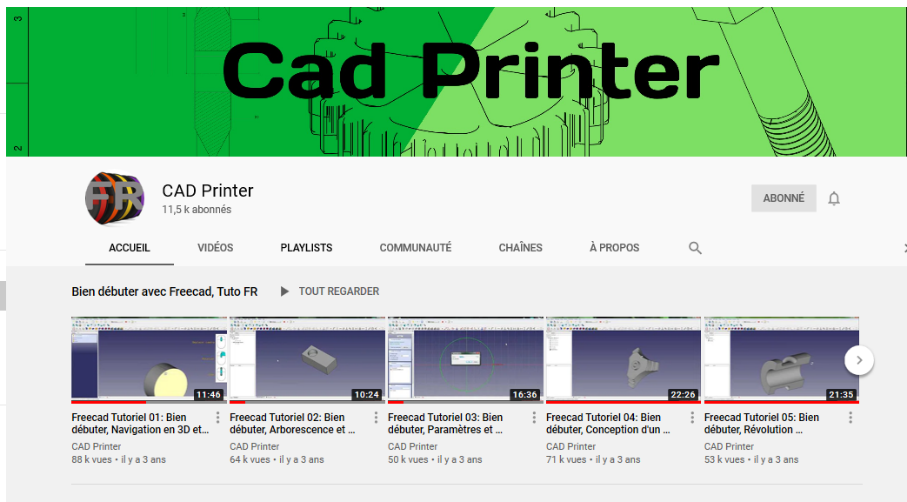 3
Cad Printer
2
FR
CAD Printer
11,5 k abonnés
ABONNÉ
ACCUEIL VIDÉOS PLAYLISTS COMMUNAUTÉ CHAÎNES À PROPOS
Bien débuter avec Freecad, Tuto FR TOUT REGARDER
11:46 10:24 16:36 22:26 21:35
Freecad Tutoriel 01: Bien
débuter, Navigation en 3D et...
CAD Printer
88 k vues • il y a 3 ans
Freecad Tutoriel 02: Bien
débuter, Arborescence et ...
CAD Printer
64 k vues • il y a 3 ans
Freecad Tutoriel 03: Bien
débuter, Paramètres et ...
CAD Printer
50 k vues • il y a 3 ans
Freecad Tutoriel 04: Bien
débuter, Conception d'un ...
CAD Printer
71 k vues • il y a 3 ans
Freecad Tutoriel 05: Bien
débuter, Révolution ...
CAD Printer
53 k vues • il y a 3 ans